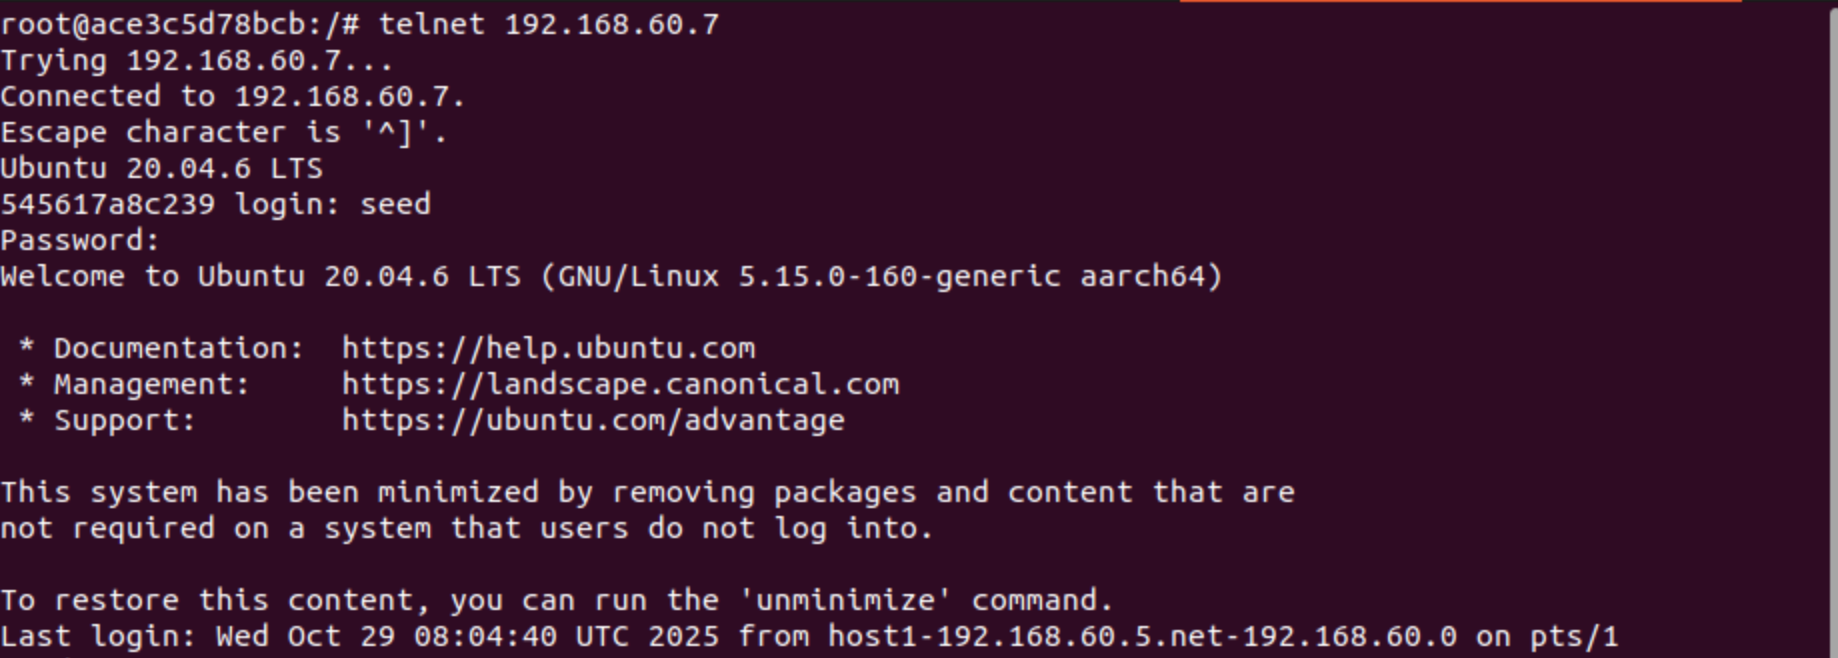 root@ace3c5d78bcb:/# telnet 192.168.60.7
Trying 192.168.60.7...
Connected to 192.168.60.7.
Escape character is '^]'.
Ubuntu 20.04.6 LTS
545617a8c239 login: seed
Password:
Welcome to Ubuntu 20.04.6 LTS (GNU/Linux 5.15.0-160-generic aarch64)
 * Documentation:  https://help.ubuntu.com
 * Management:     https://landscape.canonical.com
 * Support:        https://ubuntu.com/advantage
This system has been minimized by removing packages and content that are
not required on a system that users do not log into.
To restore this content, you can run the 'unminimize' command.
Last login: Wed Oct 29 08:04:40 UTC 2025 from host1-192.168.60.5.net-192.168.60.0 on pts/1